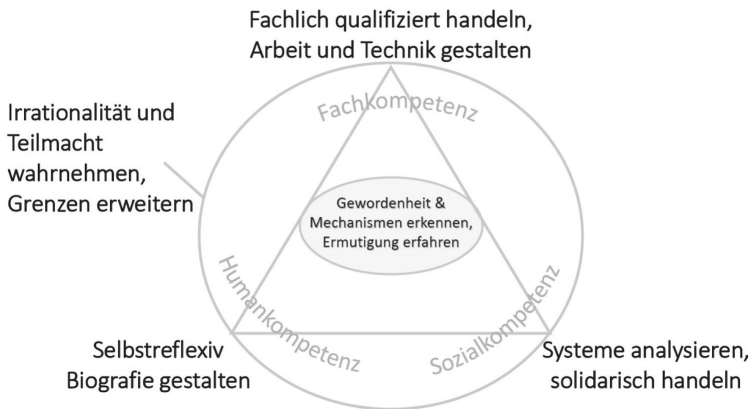 Fachlich qualifiziert handeln,
Arbeit und Technik gestalten
Fachkompetenz
Irrationalität und
Teilmacht
wahrnehmen,
Grenzen erweitern
Gewordenheit &
Mechanismen erkennen,
Ermutigung erfahren
Humankompetenz
Sozialkompetenz
Selbstreflexiv
Biografie gestalten
Systeme analysieren,
solidarisch handeln